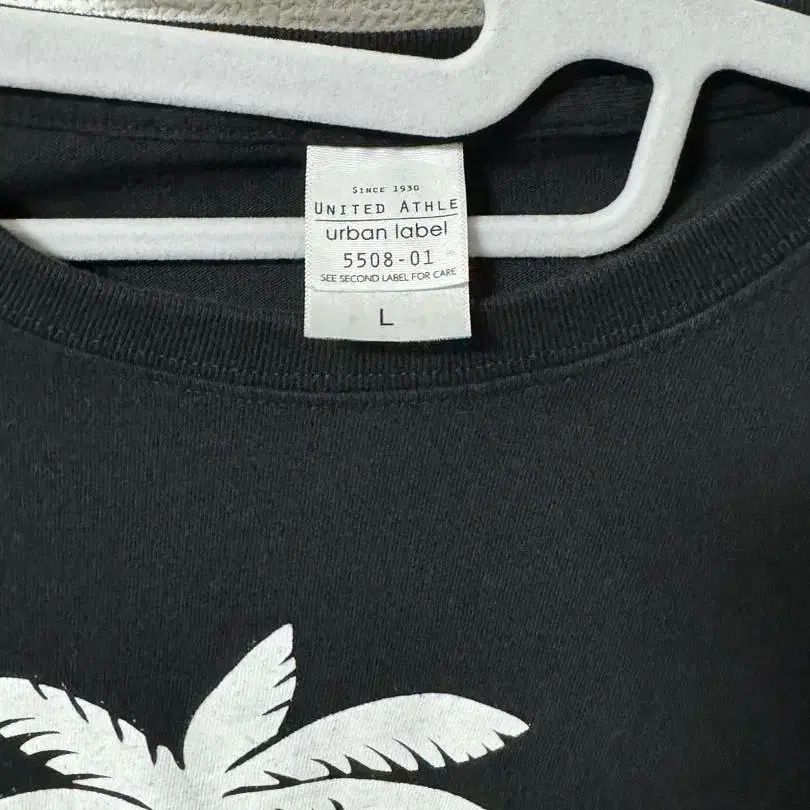 SINCE 1930
UNITED ATHLE
urban label
5508-01
SEE SECOND LABEL FOR CARE
L